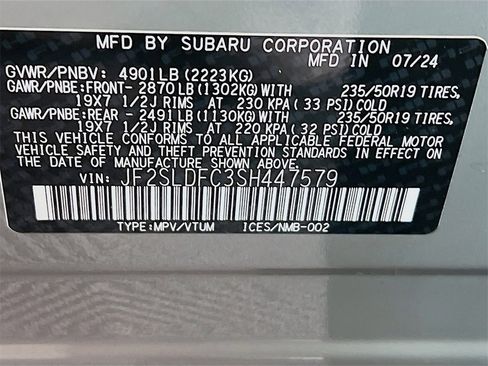 MFD BY SUBARU CORPORATION
MFD IN 07/24
GVWR/PNBV: 4901LB (2223KG)
GAWR/PNBE:FRONT- 2870LB (1302KG)WITH 235/50R19 TIRES,
19X7 1/2J RIMS AT 230 KPA (33 PSI)COLD
GAWR/PNBE:REAR - 2491LB (1130KG)WITH 235/50R19 TIRES,
19X7 1/2J RIMS AT 220 KPA (32 PSI)COLD
THIS VEHICLE CONFORMS TO ALL APPLICABLE FEDERAL MOTOR
VEHICLE SAFETY, BUMPER, AND THEFT PREVENTION STANDARDS
IN EFFECT ON THE DATE OF MANUFACTURE SHOWN ABOVE.
VIN: JF2SLDFC3SH447579
TYPE:MPV/VTUM ICES/NMB-002